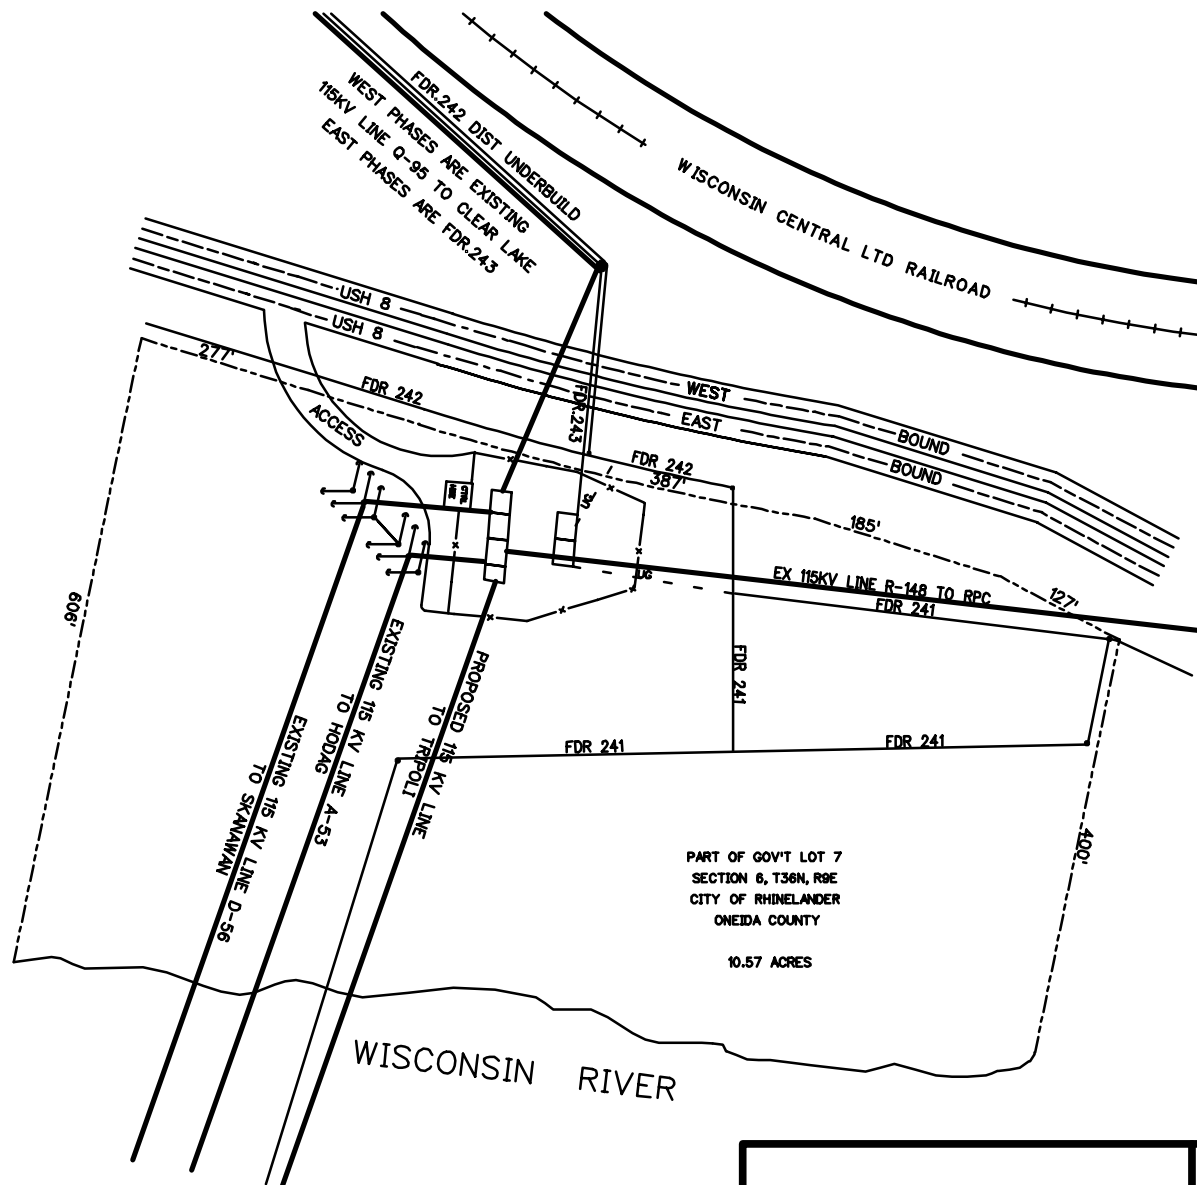 FDR.242 DIST UNDERBUILD
WEST PHASES ARE EXISTING
115KV LINE Q-95 TO CLEAR LAKE
EAST PHASES ARE FDR.243
WISCONSIN CENTRAL LTD RAILROAD
USH 8
USH 8
WEST
BOUND
EAST
BOUND
277'
FDR 242
ACCESS
FDR.243
FDR 242
387'
185'
127'
CTRL
HSE
UG
UG
EX 115KV LINE R-148 TO RPC
FDR 241
FDR 241
FDR 241
FDR 241
606'
400'
EXISTING 115 KV LINE D-56
TO SKANAWAN
EXISTING 115 KV LINE A-53
TO HODAG
PROPOSED 115 KV LINE
TO TRIPOLI
PART OF GOV'T LOT 7
SECTION 6, T36N, R9E
CITY OF RHINELANDER
ONEIDA COUNTY
10.57 ACRES
WISCONSIN RIVER